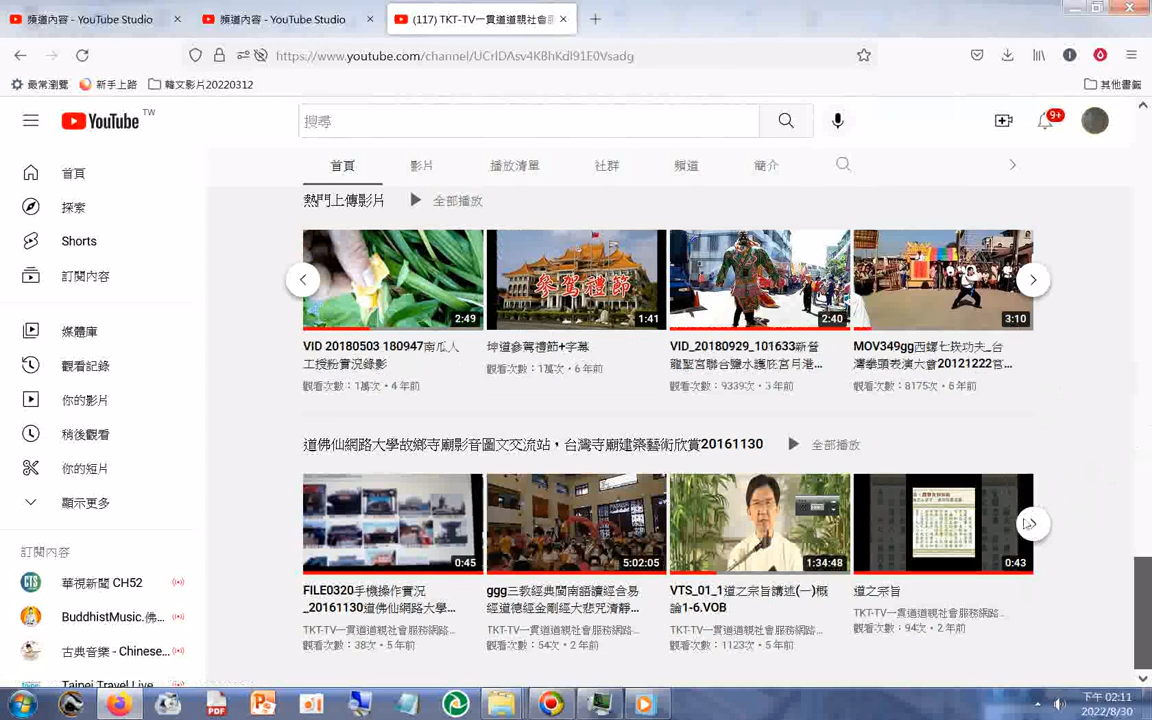 頻道內容 - YouTube Studio
頻道內容 - YouTube Studio
(117) TKT-TV一貫道道親社會服
https://www.youtube.com/channel/UCrlDAsv4KBhKdl91E0Vsadg
最常瀏覽
新手上路
韓文影片20220312
其他書籤
YouTube TW
搜尋
9+
首頁
影片
播放清單
社群
頻道
簡介
首頁
探索
Shorts
訂閱內容
媒體庫
觀看記錄
你的影片
稍後觀看
你的短片
顯示更多
訂閱內容
華視新聞 CH52
BuddhistMusic.佛...
古典音樂 - Chinese...
Taipei Travel Live
熱門上傳影片
全部播放
2:49
1:41
參駕禮節
2:40
3:10
VID 20180503 180947南瓜人
工授粉實況錄影
觀看次數：1萬次 • 4 年前
坤道參駕禮節+字幕
觀看次數：1萬次 • 6 年前
VID_20180929_101633新營
龍聖宮聯合鹽水護庇宮月港...
觀看次數：9339次 • 3 年前
MOV349gg西螺七崁功夫_台
灣拳頭表演大會20121222官...
觀看次數：8175次 • 6 年前
道佛仙網路大學故鄉寺廟影音圖文交流站，台灣寺廟建築藝術欣賞20161130
全部播放
0:45
5:02:05
1:34:48
0:43
FILE0320手機操作實況
_20161130道佛仙網路大學...
TKT-TV一貫道道親社會服務網路...
觀看次數：38次 • 5 年前
ggg三教經典閩南語讀經合易
經道德經金剛經大悲咒清靜...
TKT-TV一貫道道親社會服務網路...
觀看次數：54次 • 2 年前
VTS_01_1道之宗旨講述(一)概
論1-6.VOB
TKT-TV一貫道道親社會服務網路...
觀看次數：1123次 • 5 年前
道之宗旨
TKT-TV一貫道道親社會服務網路...
觀看次數：94次 • 2 年前
下午 02:11
2022/8/30